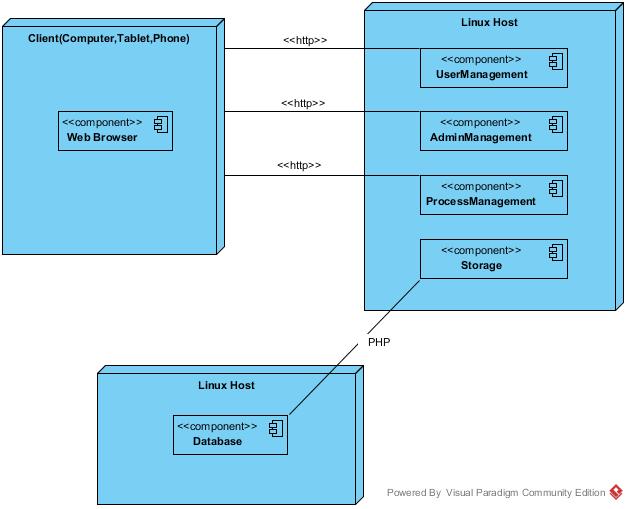 Client(Computer,Tablet,Phone)
<<component>>
Web Browser
<<http>>
<<http>>
<<http>>
Linux Host
<<component>>
UserManagement
<<component>>
AdminManagement
<<component>>
ProcessManagement
<<component>>
Storage
PHP
Linux Host
<<component>>
Database
Powered By Visual Paradigm Community Edition